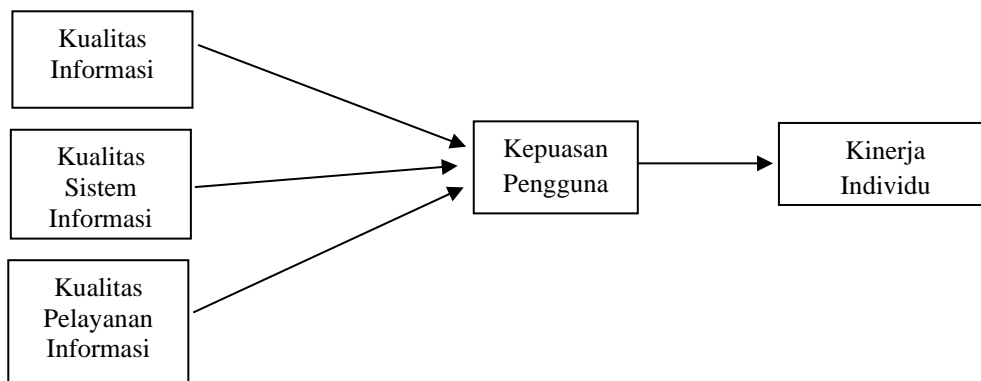 Kualitas
Informasi
Kualitas
Sistem
Informasi
Kualitas
Pelayanan
Informasi
Kepuasan
Pengguna
Kinerja
Individu